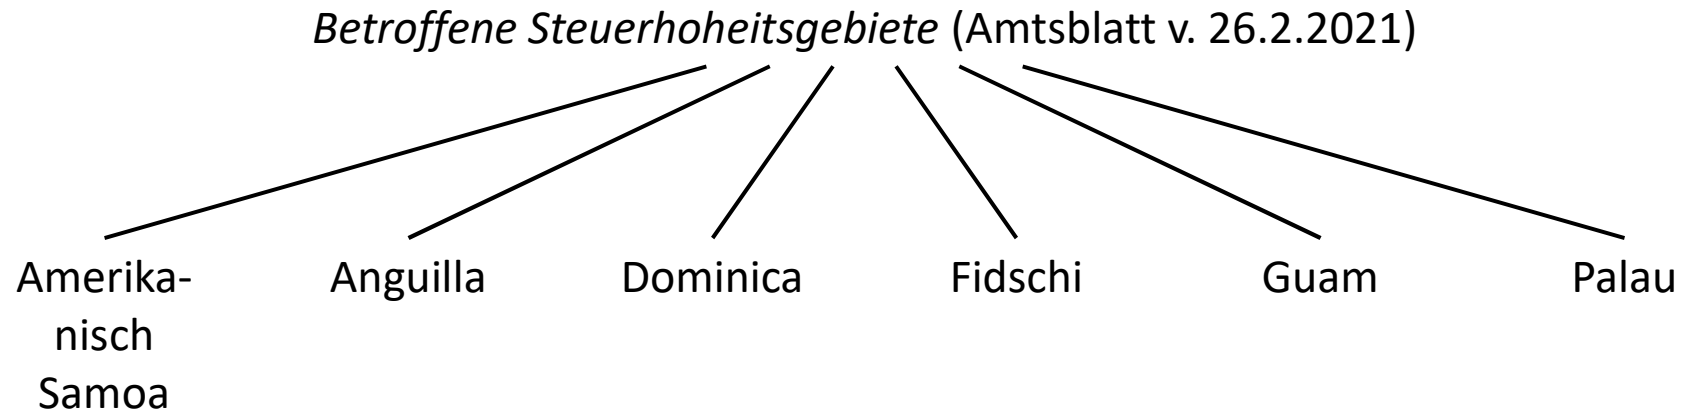 Betroffene Steuerhoheitsgebiete (Amtsblatt v. 26.2.2021)
Amerika-
nisch
Samoa
Anguilla
Dominica
Fidschi
Guam
Palau